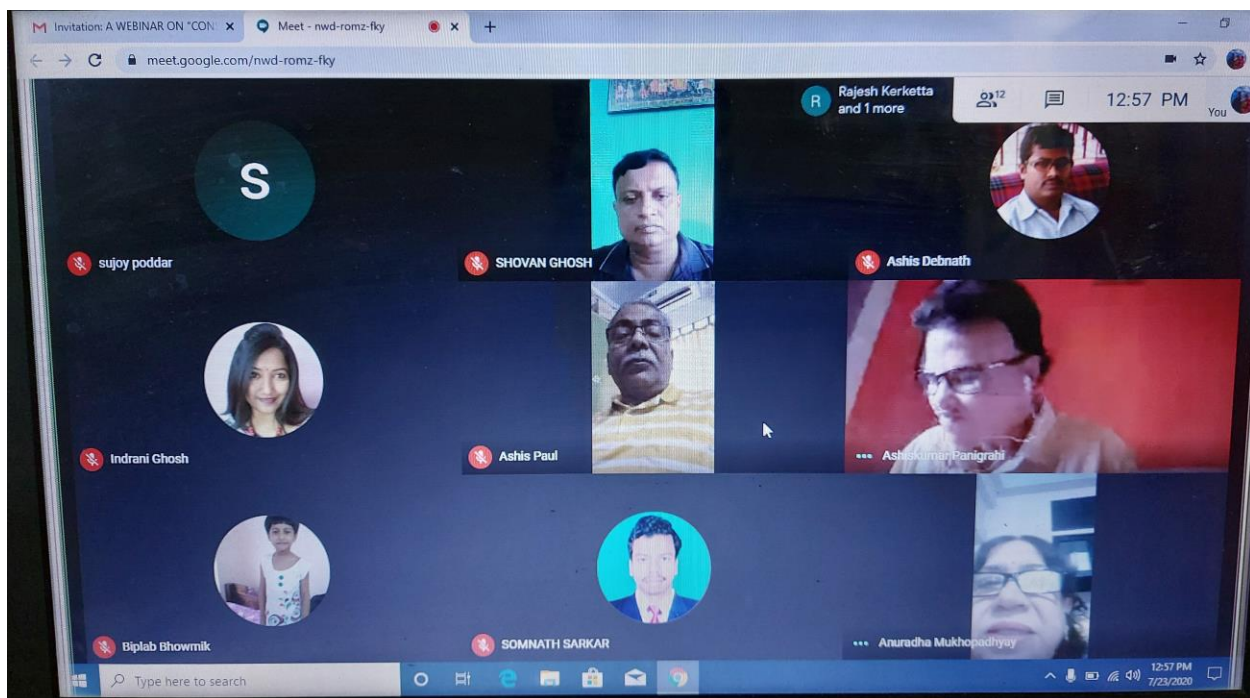 Invitation: A WEBINAR ON "CON
Meet - nwd-romz-fky
meet.google.com/nwd-romz-fky
R
Rajesh Kerketta
and 1 more
12
12:57 PM
You
S
sujoy poddar
SHOVAN GHOSH
Ashis Debnath
Indrani Ghosh
Ashis Paul
Ashiskumar Panigrahi
Biplab Bhowmik
SOMNATH SARKAR
Anuradha Mukhopadhyay
Type here to search
12:57 PM
7/23/2020